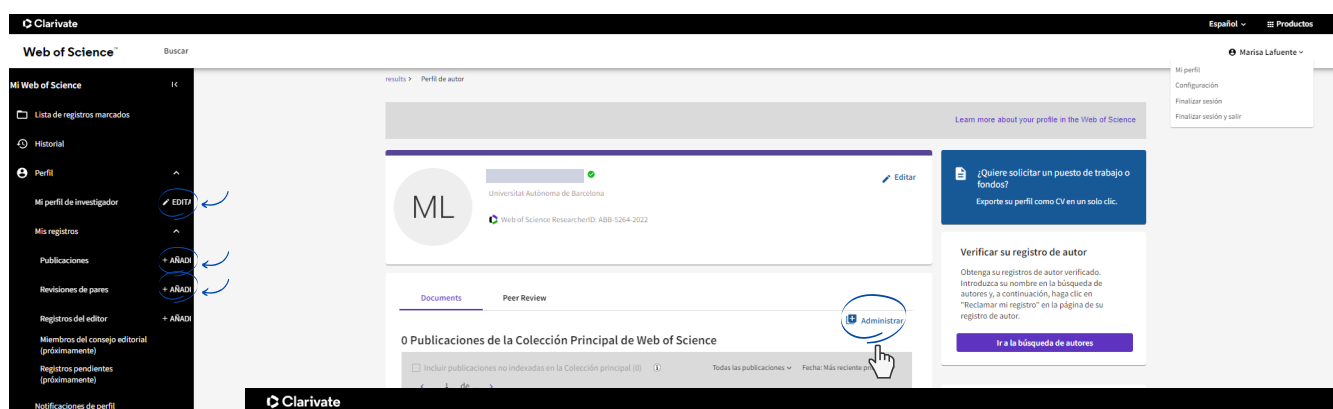 Clarivate
Español
Productos
Web of Science™
Buscar
Marisa Lafuente
Mi perfil
Configuración
Finalizar sesión
Finalizar sesión y salir
Mi Web of Science
Lista de registros marcados
Historial
Perfil
Mi perfil de investigador
EDITA
Mis registros
Publicaciones
+ AÑADI
Revisiones de pares
+ AÑADI
Registros del editor
+ AÑADI
Miembros del consejo editorial
(próximamente)
Registros pendientes
(próximamente)
Notificaciones de perfil
results > Perfil de autor
Learn more about your profile in the Web of Science
ML
Editar
Universitat Autònoma de Barcelona
Web of Science ResearcherID: ABB-5264-2022
Documents
Peer Review
Administrar
0 Publicaciones de la Colección Principal de Web of Science
Incluir publicaciones no indexadas en la Colección principal (0)
Todas las publicaciones
Fecha: Más reciente
1 de
¿Quiere solicitar un puesto de trabajo o
fondos?
Exporte su perfil como CV en un solo clic.
Verificar su registro de autor
Obtenga su registros de autor verificado.
Introduzca su nombre en la búsqueda de
autores y, a continuación, haga clic en
"Reclamar mi registro" en la página de su
registro de autor.
Ir a la búsqueda de autores
Clarivate